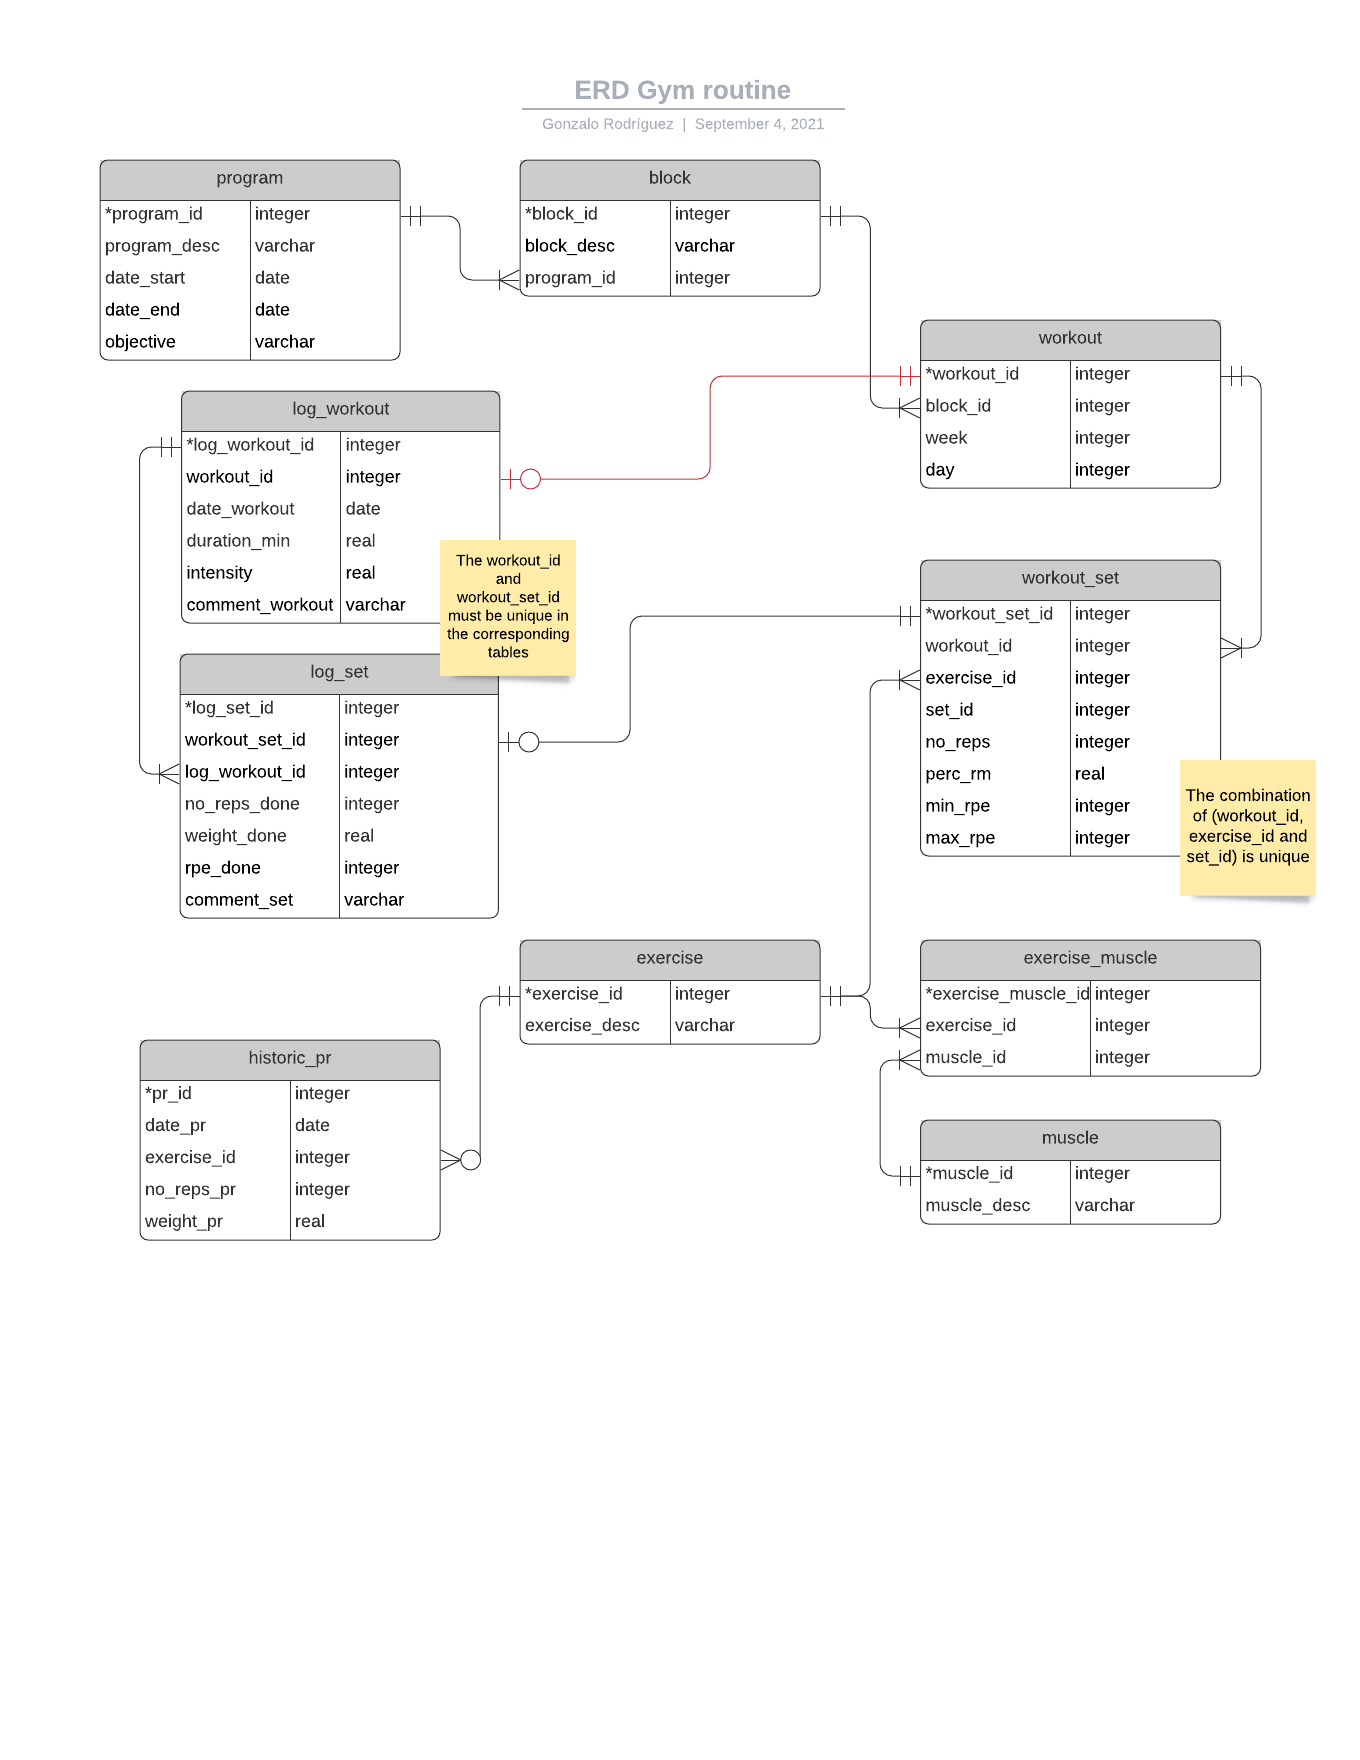 ERD Gym routine
Gonzalo Rodríguez | September 4, 2021
program
*program_id integer
program_desc varchar
date_start date
date_end date
objective varchar
block
*block_id integer
block_desc varchar
program_id integer
workout
*workout_id integer
block_id integer
week integer
day integer
log_workout
*log_workout_id integer
workout_id integer
date_workout date
duration_min real
intensity real
comment_workout varchar
The workout_id
and
workout_set_id
must be unique in
the corresponding
tables
workout_set
*workout_set_id integer
workout_id integer
exercise_id integer
set_id integer
no_reps integer
perc_rm real
min_rpe integer
max_rpe integer
The combination
of (workout_id,
exercise_id and
set_id) is unique
log_set
*log_set_id integer
workout_set_id integer
log_workout_id integer
no_reps_done integer
weight_done real
rpe_done integer
comment_set varchar
exercise
*exercise_id integer
exercise_desc varchar
exercise_muscle
*exercise_muscle_id integer
exercise_id integer
muscle_id integer
historic_pr
*pr_id integer
date_pr date
exercise_id integer
no_reps_pr integer
weight_pr real
muscle
*muscle_id integer
muscle_desc varchar